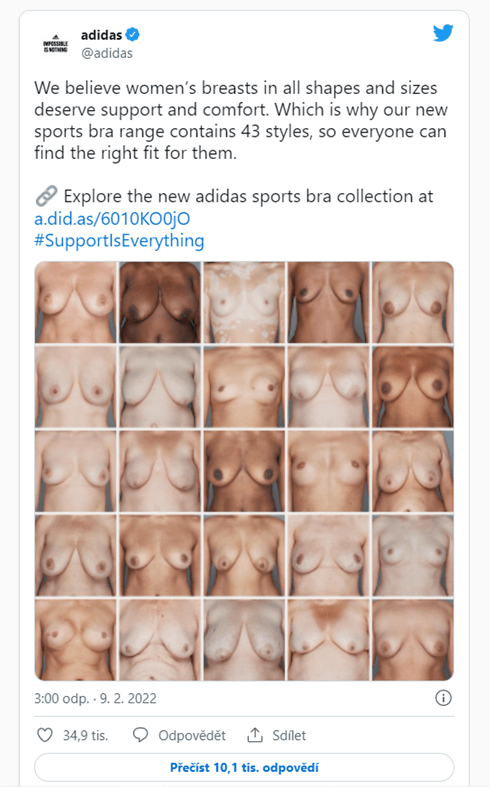 IMPOSSIBLE
IS NOTHING
adidas
@adidas
We believe women’s breasts in all shapes and sizes
deserve support and comfort. Which is why our new
sports bra range contains 43 styles, so everyone can
find the right fit for them.
Explore the new adidas sports bra collection at
a.did.as/6010KO0jO
#SupportIsEverything
3:00 odp. · 9. 2. 2022
34,9 tis. Odpovědět Sdílet
Přečíst 10,1 tis. odpovědí